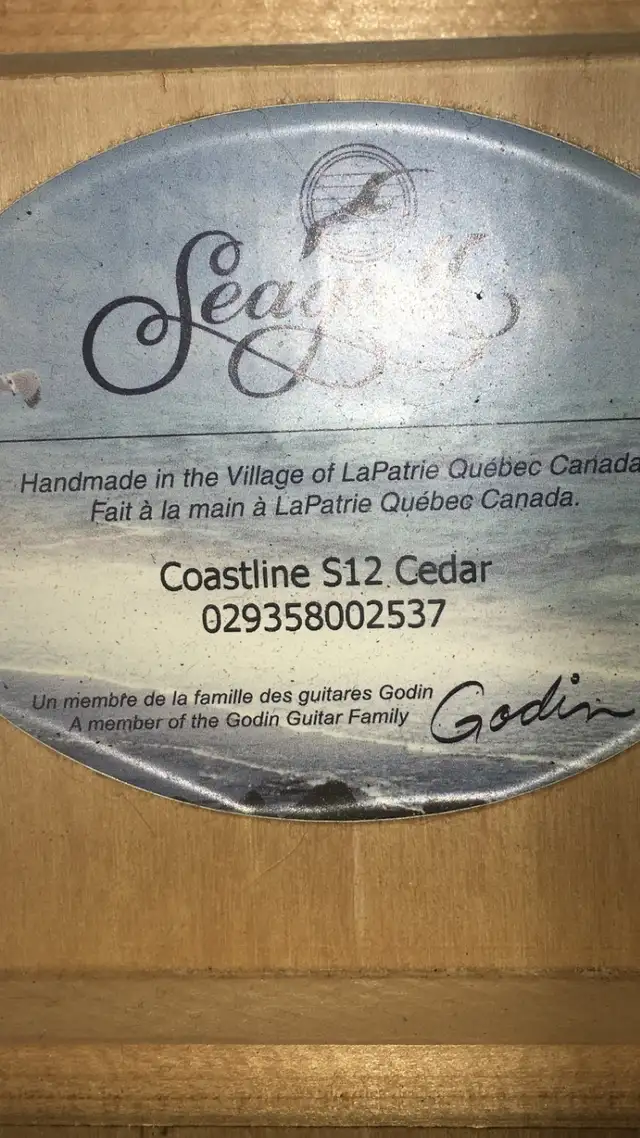 Seagull
Handmade in the Village of LaPatrie Québec Canada
Fait à la main à LaPatrie Québec Canada.
Coastline S12 Cedar
029358002537
Un membre de la famille des guitares Godin
A member of the Godin Guitar Family
Godin